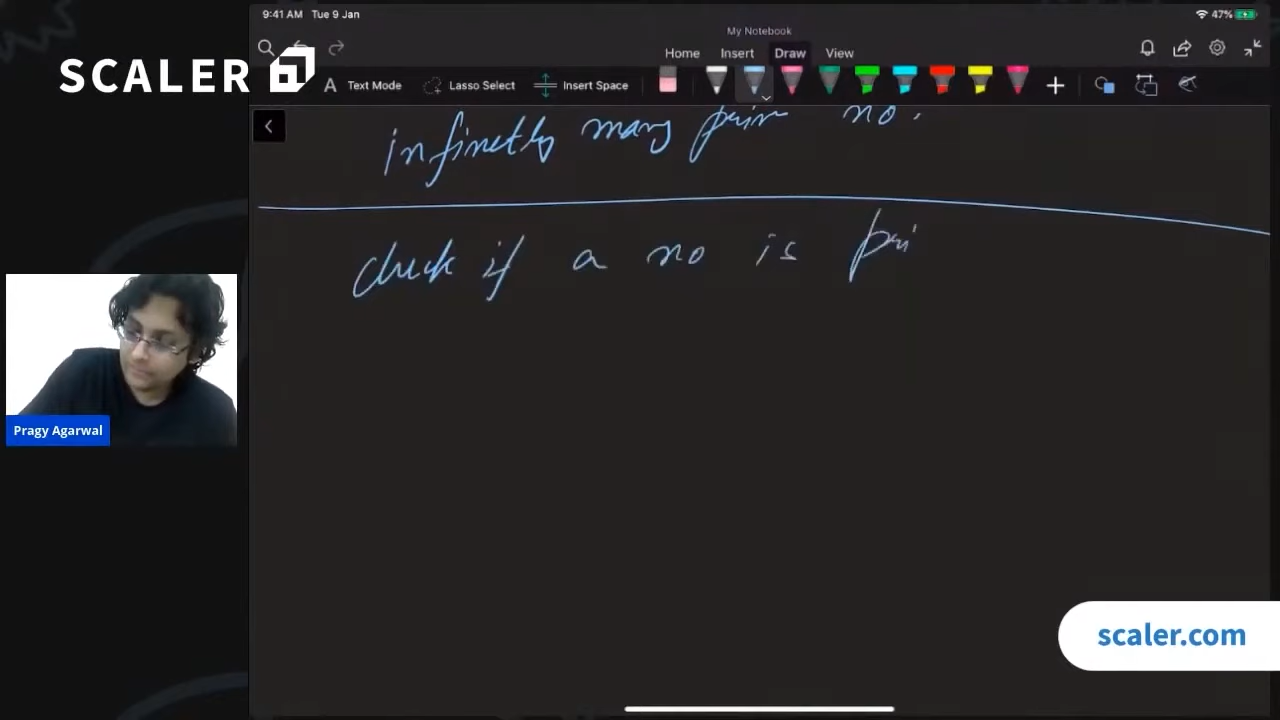 9:41 AM Tue 9 Jan
47%
My Notebook
Home Insert Draw View
SCALER
A Text Mode Lasso Select Insert Space
infinetly many prim no.
check if a no is pri
Pragy Agarwal
scaler.com